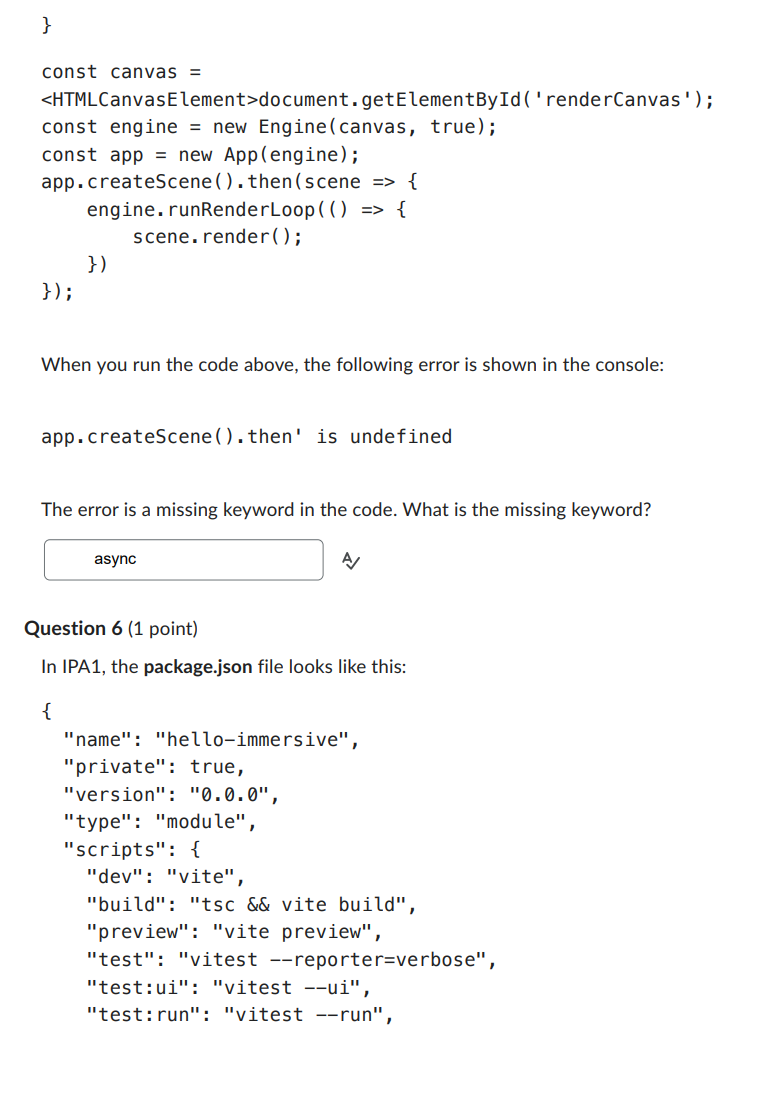 }
const canvas =
<HTMLCanvasElement>document.getElementById('renderCanvas');
const engine = new Engine(canvas, true);
const app = new App(engine);
app.createScene().then(scene => {
    engine.runRenderLoop(() => {
        scene.render();
    })
});
When you run the code above, the following error is shown in the console:
app.createScene().then' is undefined
The error is a missing keyword in the code. What is the missing keyword?
async
Question 6 (1 point)
In IPA1, the package.json file looks like this:
{
  "name": "hello-immersive",
  "private": true,
  "version": "0.0.0",
  "type": "module",
  "scripts": {
    "dev": "vite",
    "build": "tsc && vite build",
    "preview": "vite preview",
    "test": "vitest --reporter=verbose",
    "test:ui": "vitest --ui",
    "test:run": "vitest --run",